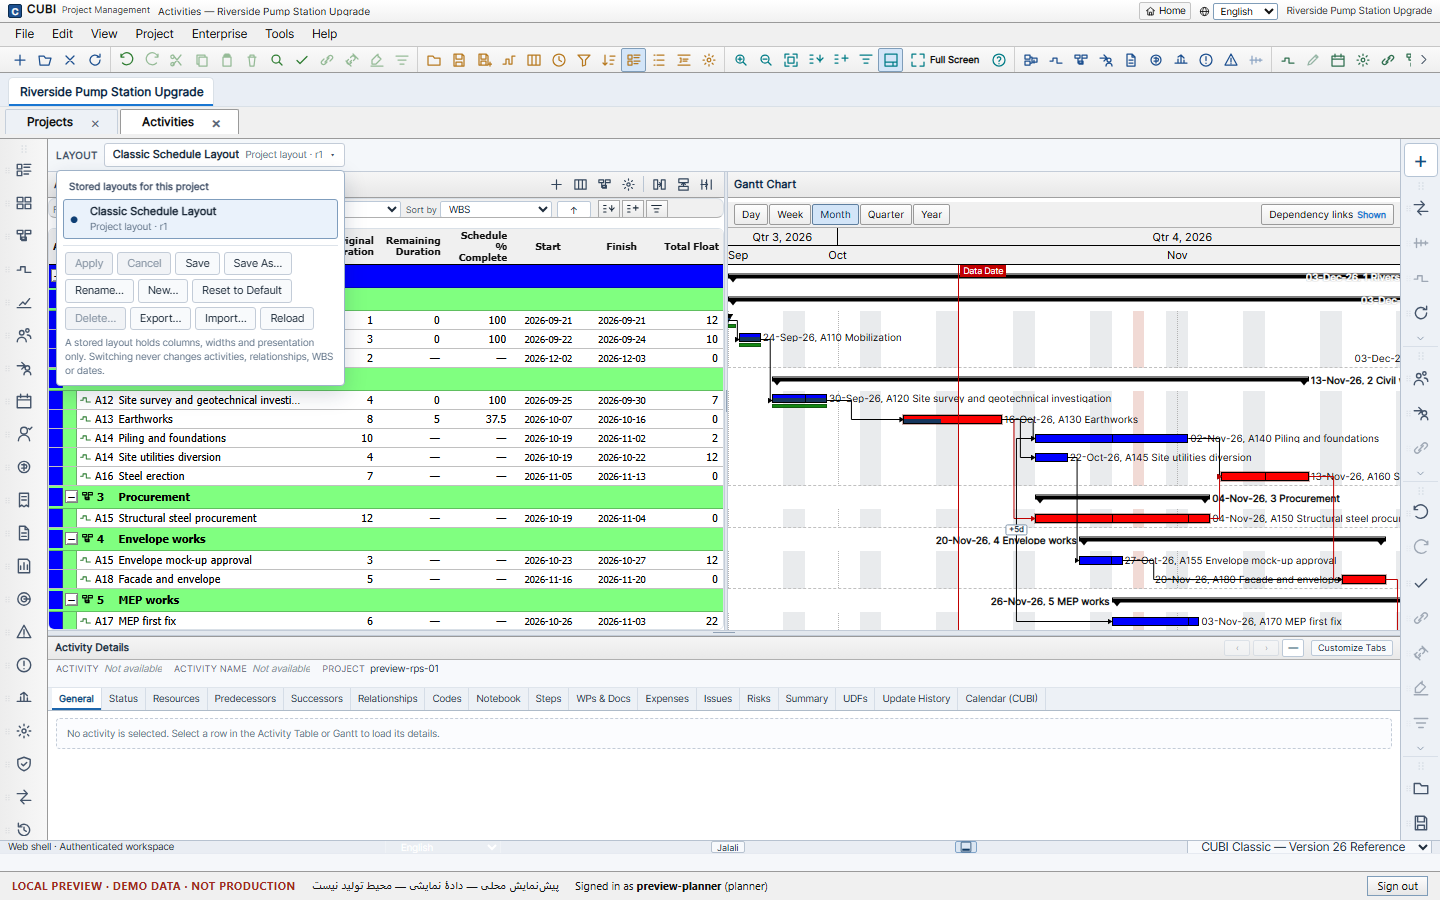 CUBI Project Management Activities — Riverside Pump Station Upgrade
Home English Riverside Pump Station Upgrade
File Edit View Project Enterprise Tools Help
Full Screen
Riverside Pump Station Upgrade
Projects Activities
LAYOUT Classic Schedule Layout Project layout · r1
Stored layouts for this project
Classic Schedule Layout
Project layout · r1
Apply Cancel Save Save As...
Rename... New... Reset to Default
Delete... Export... Import... Reload
A stored layout holds columns, widths and presentation
only. Switching never changes activities, relationships, WBS
or dates.
Sort by WBS
Remaining Duration Schedule % Complete Start Finish Total Float
1 0 100 2026-09-21 2026-09-21 12
3 0 100 2026-09-22 2026-09-24 10
2 — — 2026-12-02 2026-12-03 0
A12 Site survey and geotechnical investi... 4 0 100 2026-09-25 2026-09-30 7
A13 Earthworks 8 5 37.5 2026-10-07 2026-10-16 0
A14 Piling and foundations 10 — — 2026-10-19 2026-11-02 2
A14 Site utilities diversion 4 — — 2026-10-19 2026-10-22 12
A16 Steel erection 7 — — 2026-11-05 2026-11-13 0
3 Procurement
A15 Structural steel procurement 12 — — 2026-10-19 2026-11-04 0
4 Envelope works
A15 Envelope mock-up approval 3 — — 2026-10-23 2026-10-27 12
A18 Facade and envelope 5 — — 2026-11-16 2026-11-20 0
5 MEP works
A17 MEP first fix 6 — — 2026-10-26 2026-11-03 22
Gantt Chart
Day Week Month Quarter Year Dependency links Shown
Qtr 3, 2026 Qtr 4, 2026
Sep Oct Nov
Data Date
03-Dec-26, 1
03-Dec-
24-Sep-26, A110 Mobilization
03-Dec-2
13-Nov-26, 2 Civil
30-Sep-26, A120 Site survey and geotechnical investigation
16-Oct-26, A130 Earthworks
02-Nov-26, A140 Piling and foundations
22-Oct-26, A145 Site utilities diversion
13-Nov-26, A160 S
04-Nov-26, 3 Procurement
04-Nov-26, A150 Structural steel procur
+5d
20-Nov-26, 4 Envelope works
27-Oct-26, A155 Envelope mock-up approval
20-Nov-26, A180 Facade and envelope
26-Nov-26, 5 MEP works
03-Nov-26, A170 MEP first fix
Activity Details Customize Tabs
ACTIVITY Not available ACTIVITY NAME Not available PROJECT preview-rps-01
General Status Resources Predecessors Successors Relationships Codes Notebook Steps WPs & Docs Expenses Issues Risks Summary UDFs Update History Calendar (CUBI)
No activity is selected. Select a row in the Activity Table or Gantt to load its details.
Web shell · Authenticated workspace English Jalali CUBI Classic — Version 26 Reference
LOCAL PREVIEW · DEMO DATA · NOT PRODUCTION پیش‌نمایش محلی — دادهٔ نمایشی — محیط تولید نیست Signed in as preview-planner (planner) Sign out